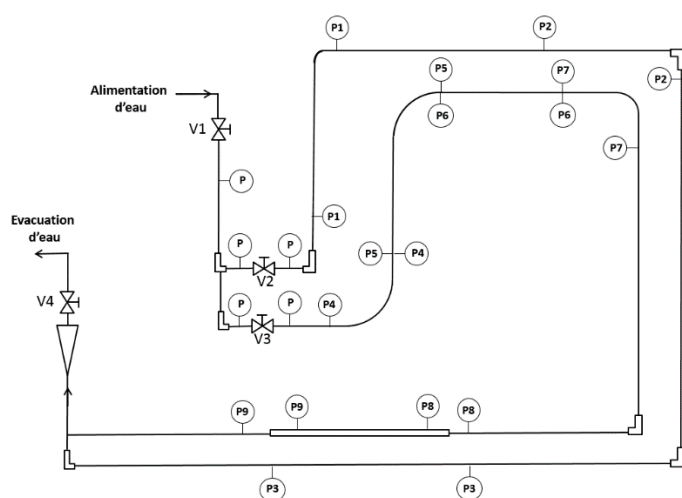 P1
P2
P5
P7
P2
Alimentation
d'eau
P6
P6
V1
P7
P
P1
Evacuation
d'eau
P
P
P5
P4
V2
P
P
P4
V4
V3
P9
P9
P8
P8
P3
P3